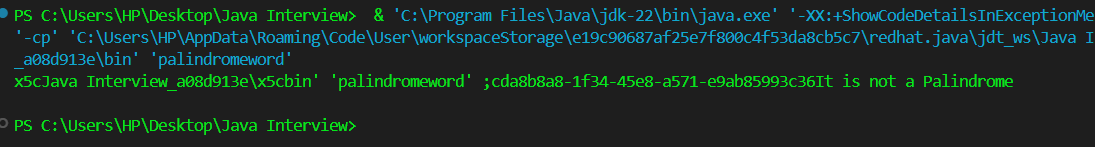 PS C:\Users\HP\Desktop\Java Interview>  & 'C:\Program Files\Java\jdk-22\bin\java.exe' '-XX:+ShowCodeDetailsInExceptionMe
'-cp' 'C:\Users\HP\AppData\Roaming\Code\User\workspaceStorage\e19c90687af25e7f800c4f53da8cb5c7\redhat.java\jdt_ws\Java I
_a08d913e\bin' 'palindromeword'
x5cJava Interview_a08d913e\x5cbin' 'palindromeword' ;cda8b8a8-1f34-45e8-a571-e9ab85993c36It is not a Palindrome
PS C:\Users\HP\Desktop\Java Interview>